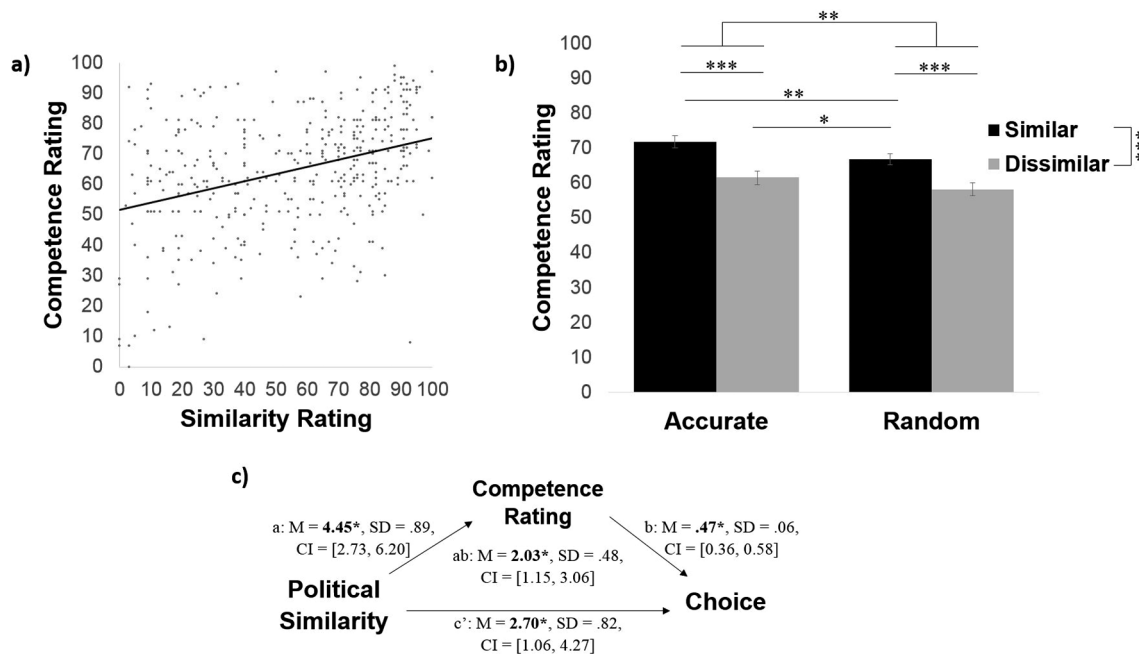 a)
Competence Rating
100
90
80
70
60
50
40
30
20
10
0
0 10 20 30 40 50 60 70 80 90 100
Similarity Rating
b)
Competence Rating
100
90
80
70
60
50
40
30
20
10
0
**
***
***
**
*
Similar
Dissimilar
***
Accurate
Random
c)
Competence
Rating
a: M = 4.45*, SD = .89,
CI = [2.73, 6.20]
b: M = .47*, SD = .06,
CI = [0.36, 0.58]
ab: M = 2.03*, SD = .48,
CI = [1.15, 3.06]
Political
Similarity
Choice
c’: M = 2.70*, SD = .82,
CI = [1.06, 4.27]